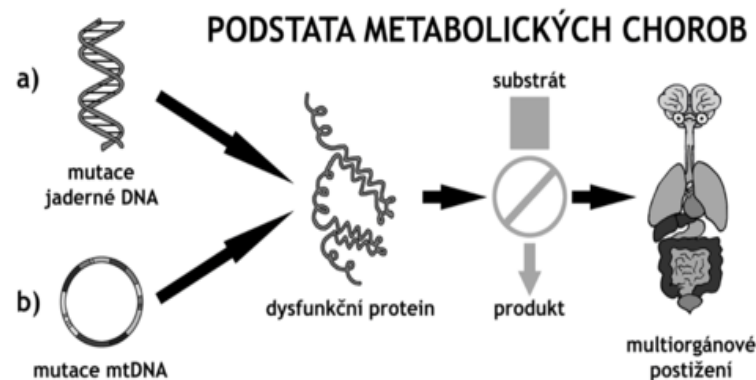 PODSTATA METABOLICKÝCH CHOROB
a)
mutace
jaderné DNA
substrát
dysfunkční protein
produkt
b)
mutace mtDNA
multiorgánové
postižení